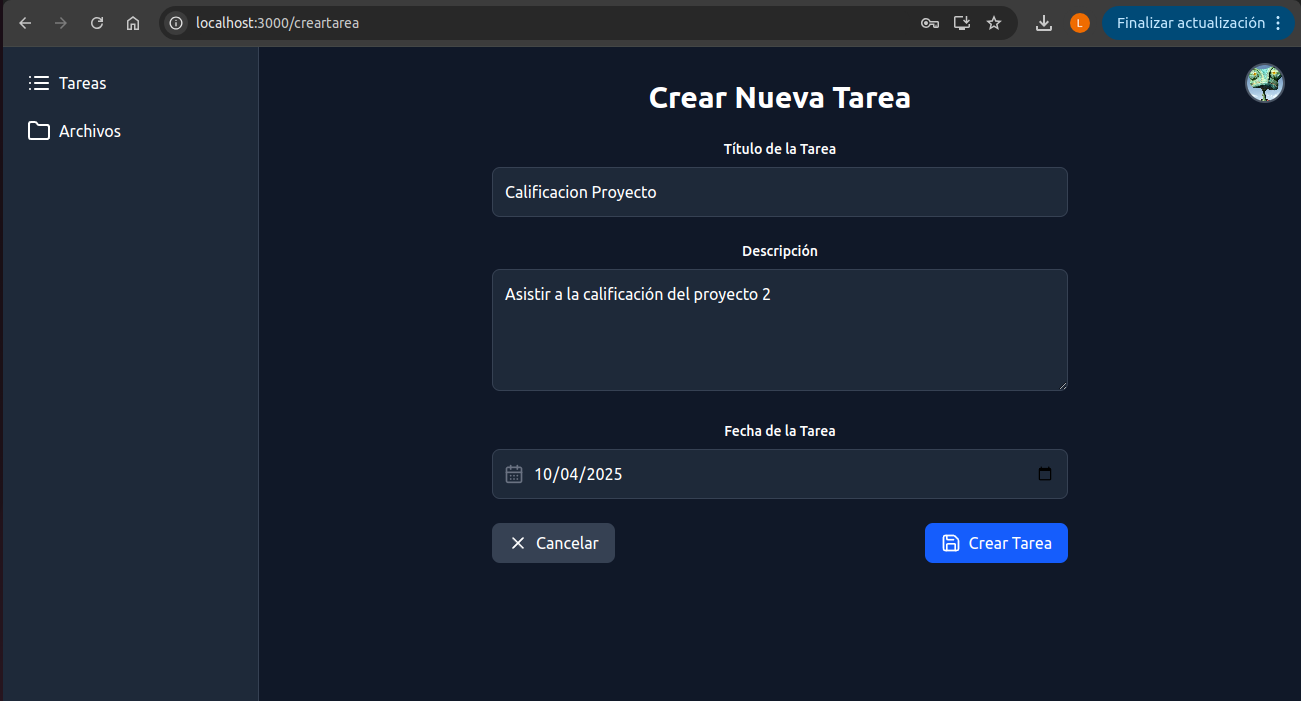 localhost:3000/creartarea
L
Finalizar actualización
Tareas
Archivos
Crear Nueva Tarea
Título de la Tarea
Calificacion Proyecto
Descripción
Asistir a la calificación del proyecto 2
Fecha de la Tarea
10/04/2025
Cancelar
Crear Tarea